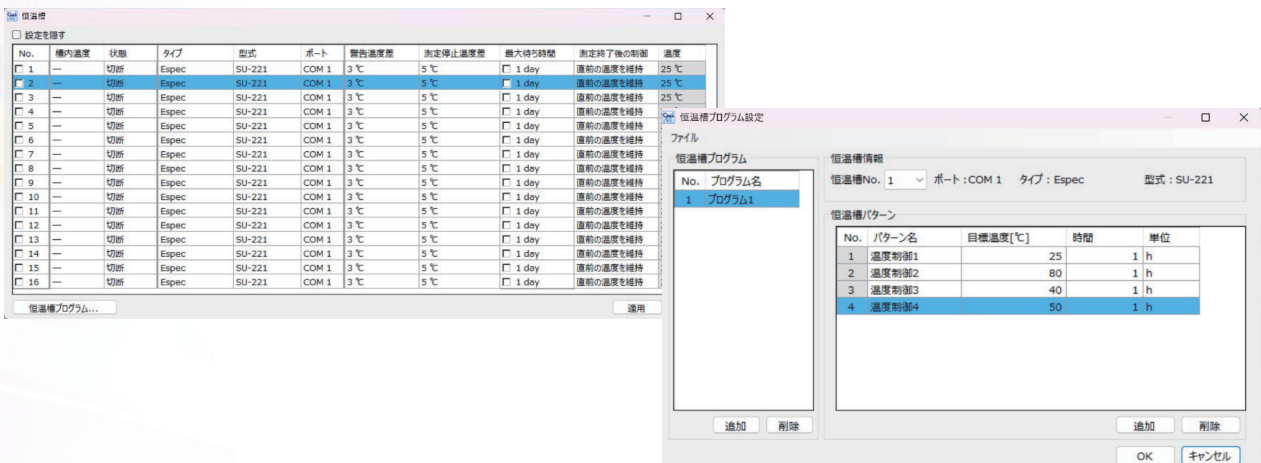 恒温槽
設定を隠す
No. 槽内温度 状態 タイプ 型式 ポート 警告温度差 測定停止温度差 最大待ち時間 測定終了後の制御 温度
1 — 切断 Espec SU-221 COM 1 3 ℃ 5 ℃ 1 day 直前の温度を維持 25 ℃
2 — 切断 Espec SU-221 COM 1 3 ℃ 5 ℃ 1 day 直前の温度を維持 25 ℃
3 — 切断 Espec SU-221 COM 1 3 ℃ 5 ℃ 1 day 直前の温度を維持 25 ℃
4 — 切断 Espec SU-221 COM 1 3 ℃ 5 ℃ 1 day 直前の温度を維持
5 — 切断 Espec SU-221 COM 1 3 ℃ 5 ℃ 1 day 直前の温度を維持
6 — 切断 Espec SU-221 COM 1 3 ℃ 5 ℃ 1 day 直前の温度を維持
7 — 切断 Espec SU-221 COM 1 3 ℃ 5 ℃ 1 day 直前の温度を維持
8 — 切断 Espec SU-221 COM 1 3 ℃ 5 ℃ 1 day 直前の温度を維持
9 — 切断 Espec SU-221 COM 1 3 ℃ 5 ℃ 1 day 直前の温度を維持
10 — 切断 Espec SU-221 COM 1 3 ℃ 5 ℃ 1 day 直前の温度を維持
11 — 切断 Espec SU-221 COM 1 3 ℃ 5 ℃ 1 day 直前の温度を維持
12 — 切断 Espec SU-221 COM 1 3 ℃ 5 ℃ 1 day 直前の温度を維持
13 — 切断 Espec SU-221 COM 1 3 ℃ 5 ℃ 1 day 直前の温度を維持
14 — 切断 Espec SU-221 COM 1 3 ℃ 5 ℃ 1 day 直前の温度を維持
15 — 切断 Espec SU-221 COM 1 3 ℃ 5 ℃ 1 day 直前の温度を維持
16 — 切断 Espec SU-221 COM 1 3 ℃ 5 ℃ 1 day 直前の温度を維持
恒温槽プログラム... 適用
恒温槽プログラム設定
ファイル
恒温槽プログラム
No. プログラム名
1 プログラム1
追加 削除
恒温槽情報
恒温槽No. 1 ポート：COM 1 タイプ：Espec 型式：SU-221
恒温槽パターン
No. パターン名 目標温度[℃] 時間 単位
1 温度制御1 25 1 h
2 温度制御2 80 1 h
3 温度制御3 40 1 h
4 温度制御4 50 1 h
追加 削除
OK キャンセル